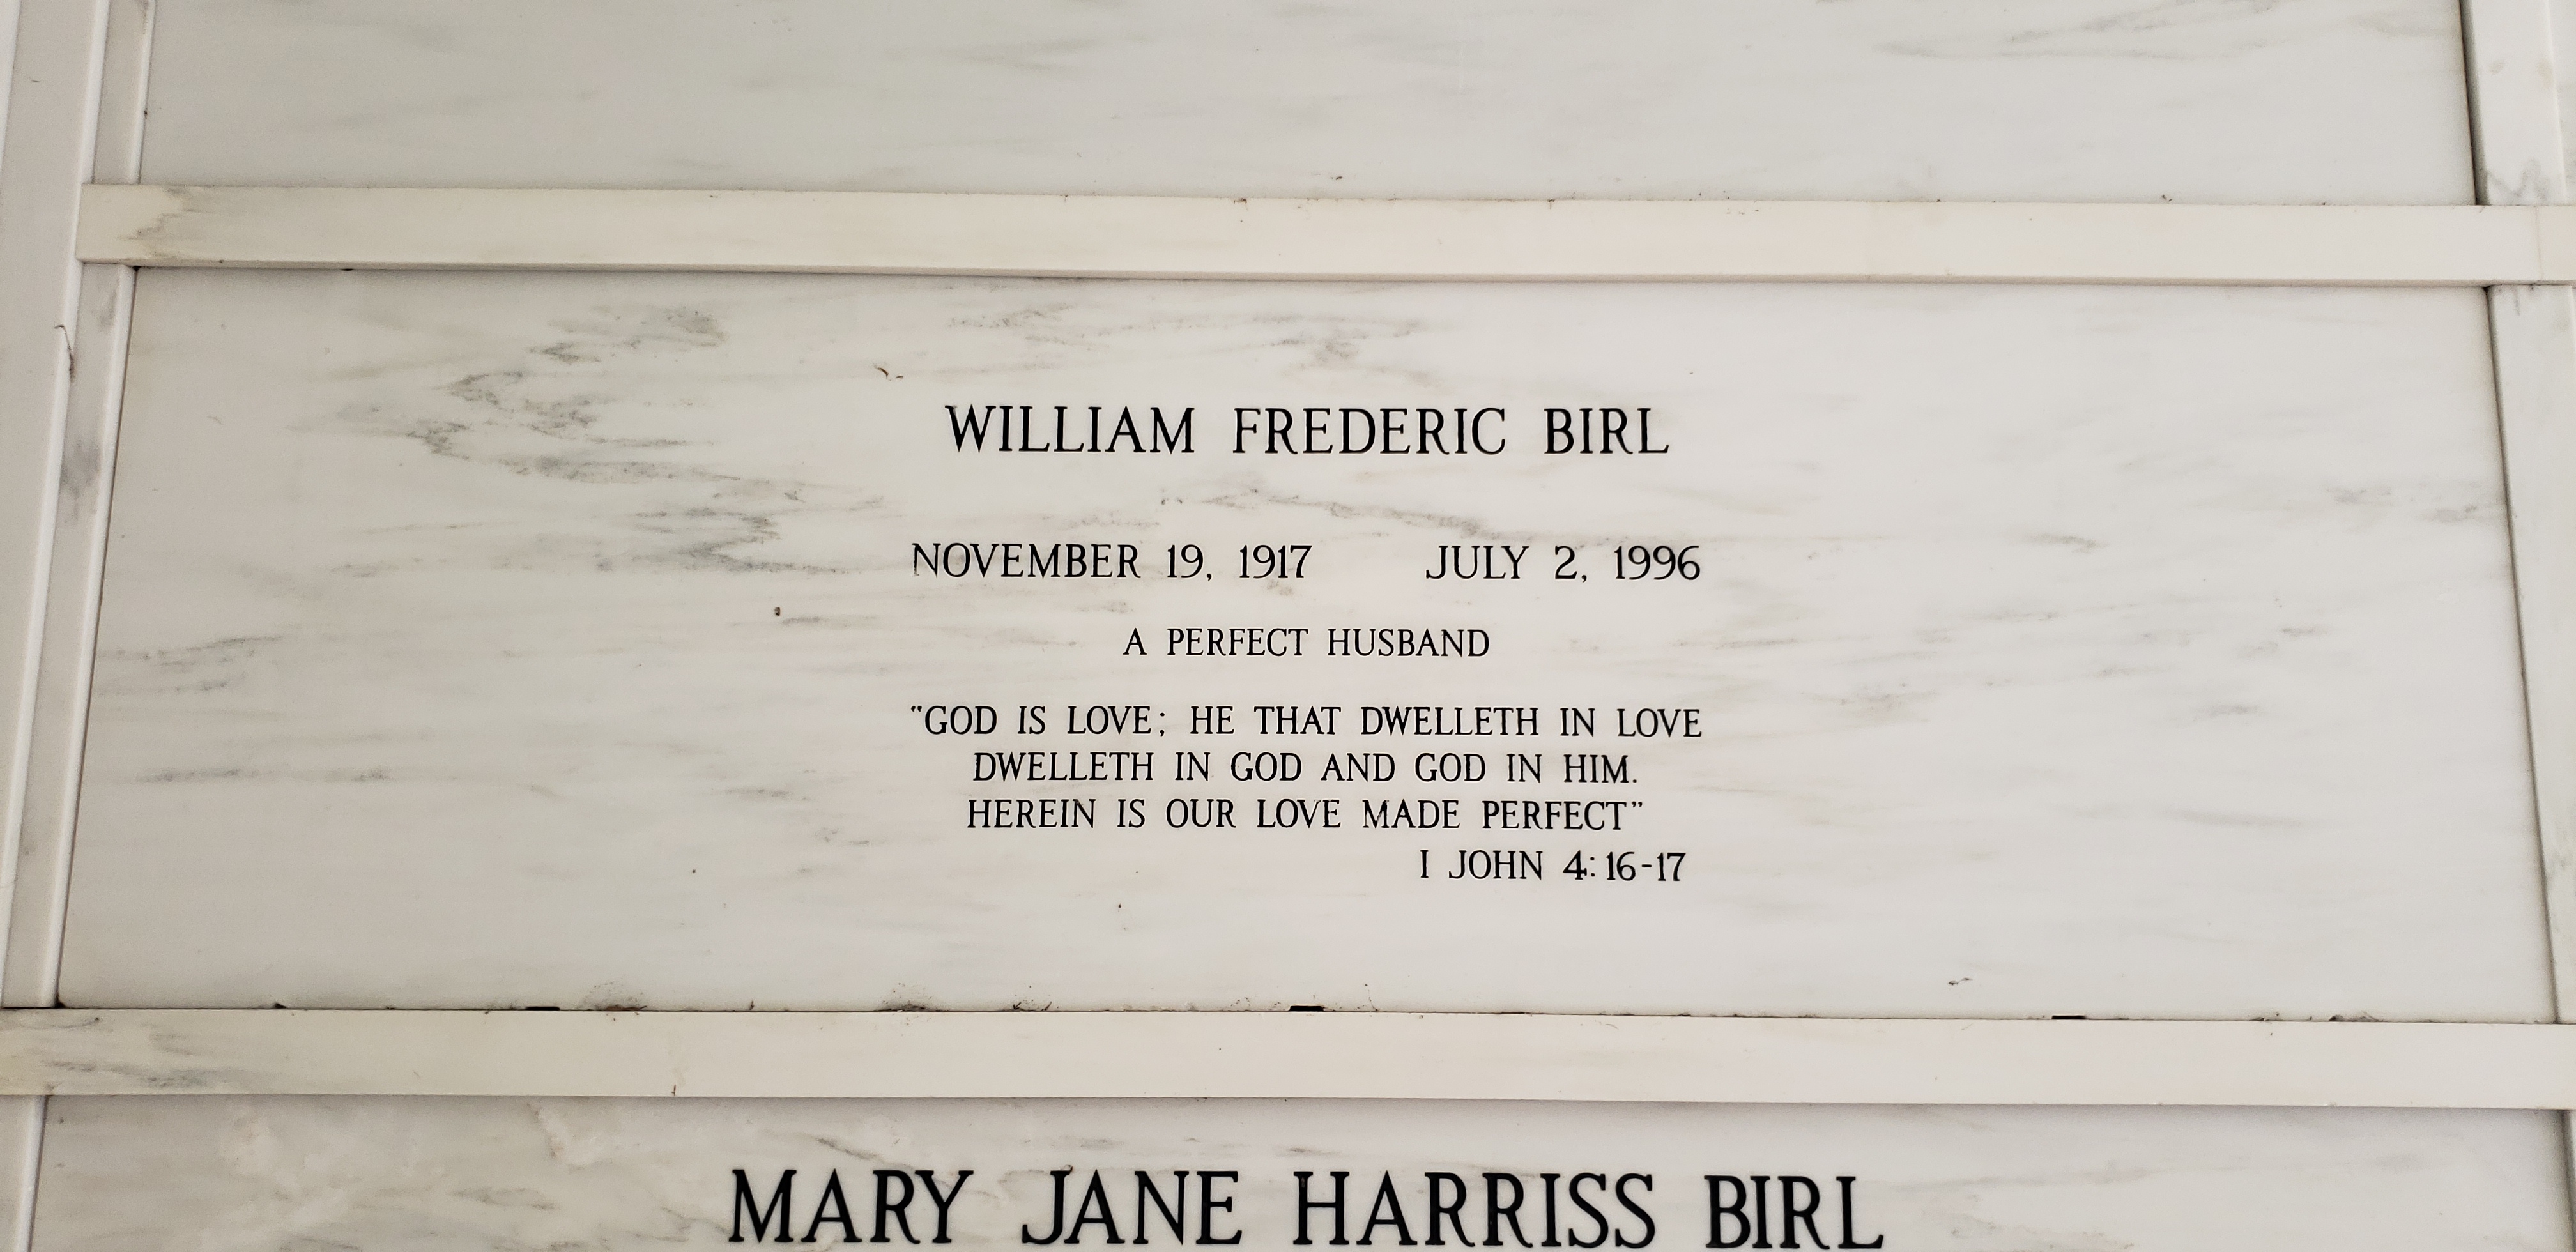 WILLIAM FREDERIC BIRL
NOVEMBER 19, 1917 JULY 2, 1996
A PERFECT HUSBAND
"GOD IS LOVE; HE THAT DWELLETH IN LOVE
DWELLETH IN GOD AND GOD IN HIM.
HEREIN IS OUR LOVE MADE PERFECT"
I JOHN 4:16-17
MARY JANE HARRISS BIRL